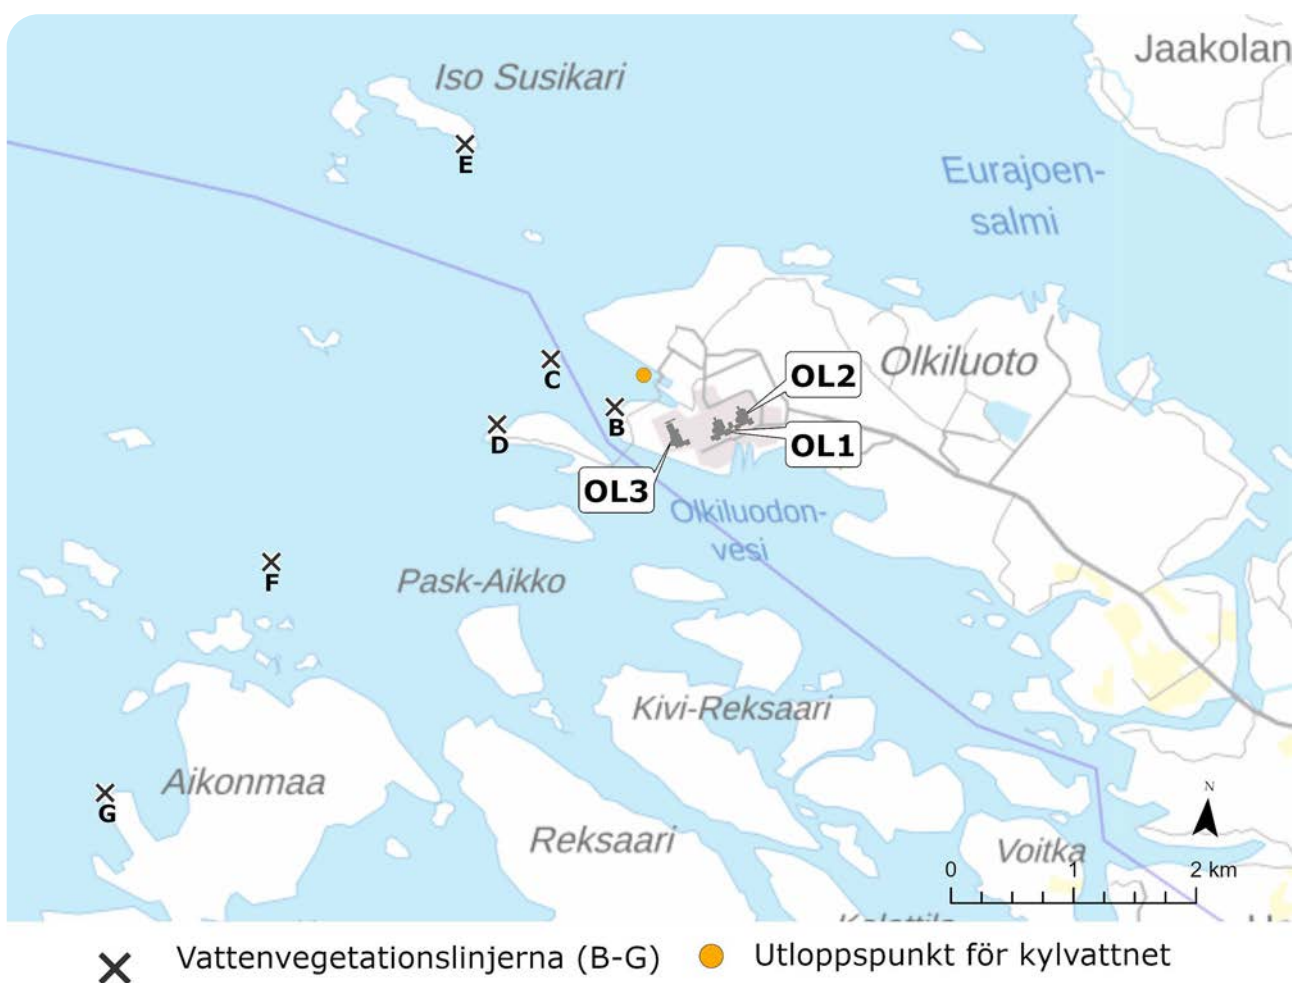 Jaakolan
Iso Susikari
E
Eurajoen-
salmi
C
OL2
Olkiluoto
B
D
OL1
OL3
Olkiluodon-
vesi
F
Pask-Aikko
Kivi-Reksaari
Aikonmaa
G
Reksaari
Voitka
N
0 1 2 km
Vattenvegetationslinjerna (B-G)
Utloppspunkt för kylvattnet